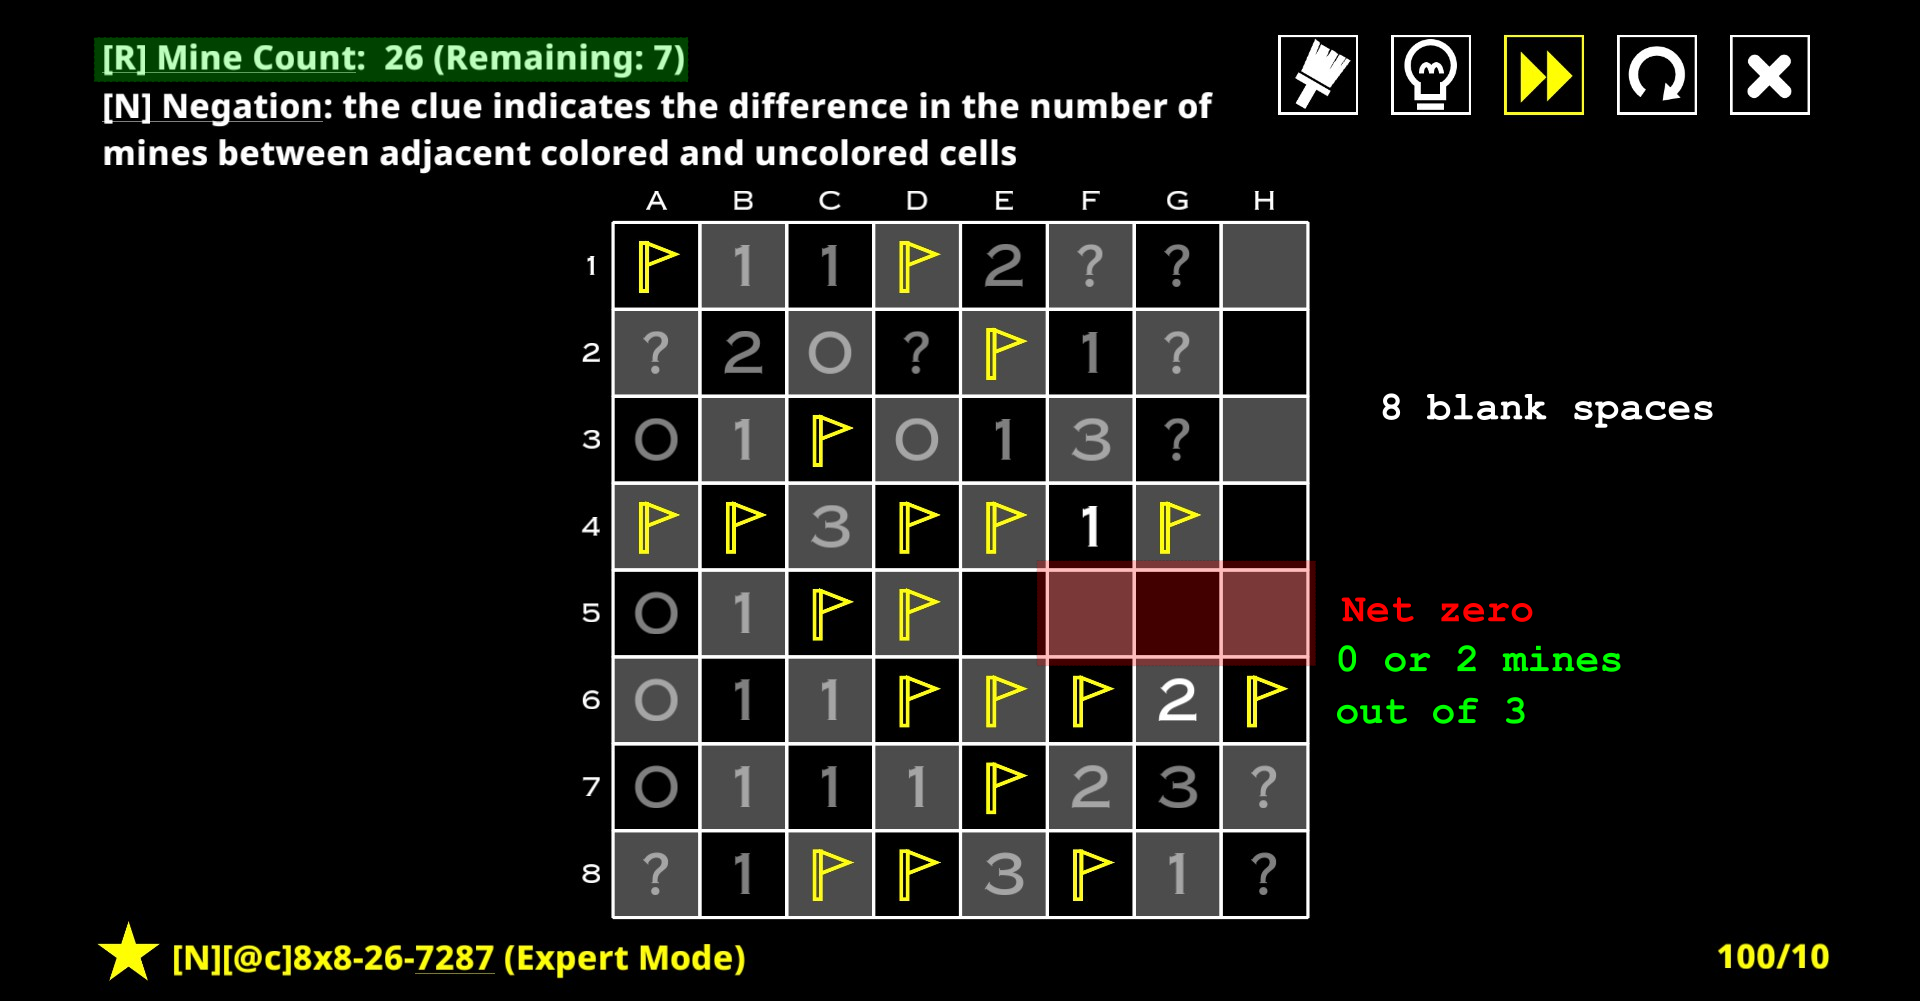 [R] Mine Count:  26 (Remaining: 7)
[N] Negation: the clue indicates the difference in the number of
mines between adjacent colored and uncolored cells
A B C D E F G H
1 1 1 2 ? ?
2 ? 2 0 ? 1 ?
8 blank spaces
3 0 1 0 1 3 ?
4 3 1
5 0 1
Net zero
0 or 2 mines
out of 3
6 0 1 1 2
7 0 1 1 1 2 3 ?
8 ? 1 3 1 ?
[N][@c]8x8-26-7287 (Expert Mode)
100/10